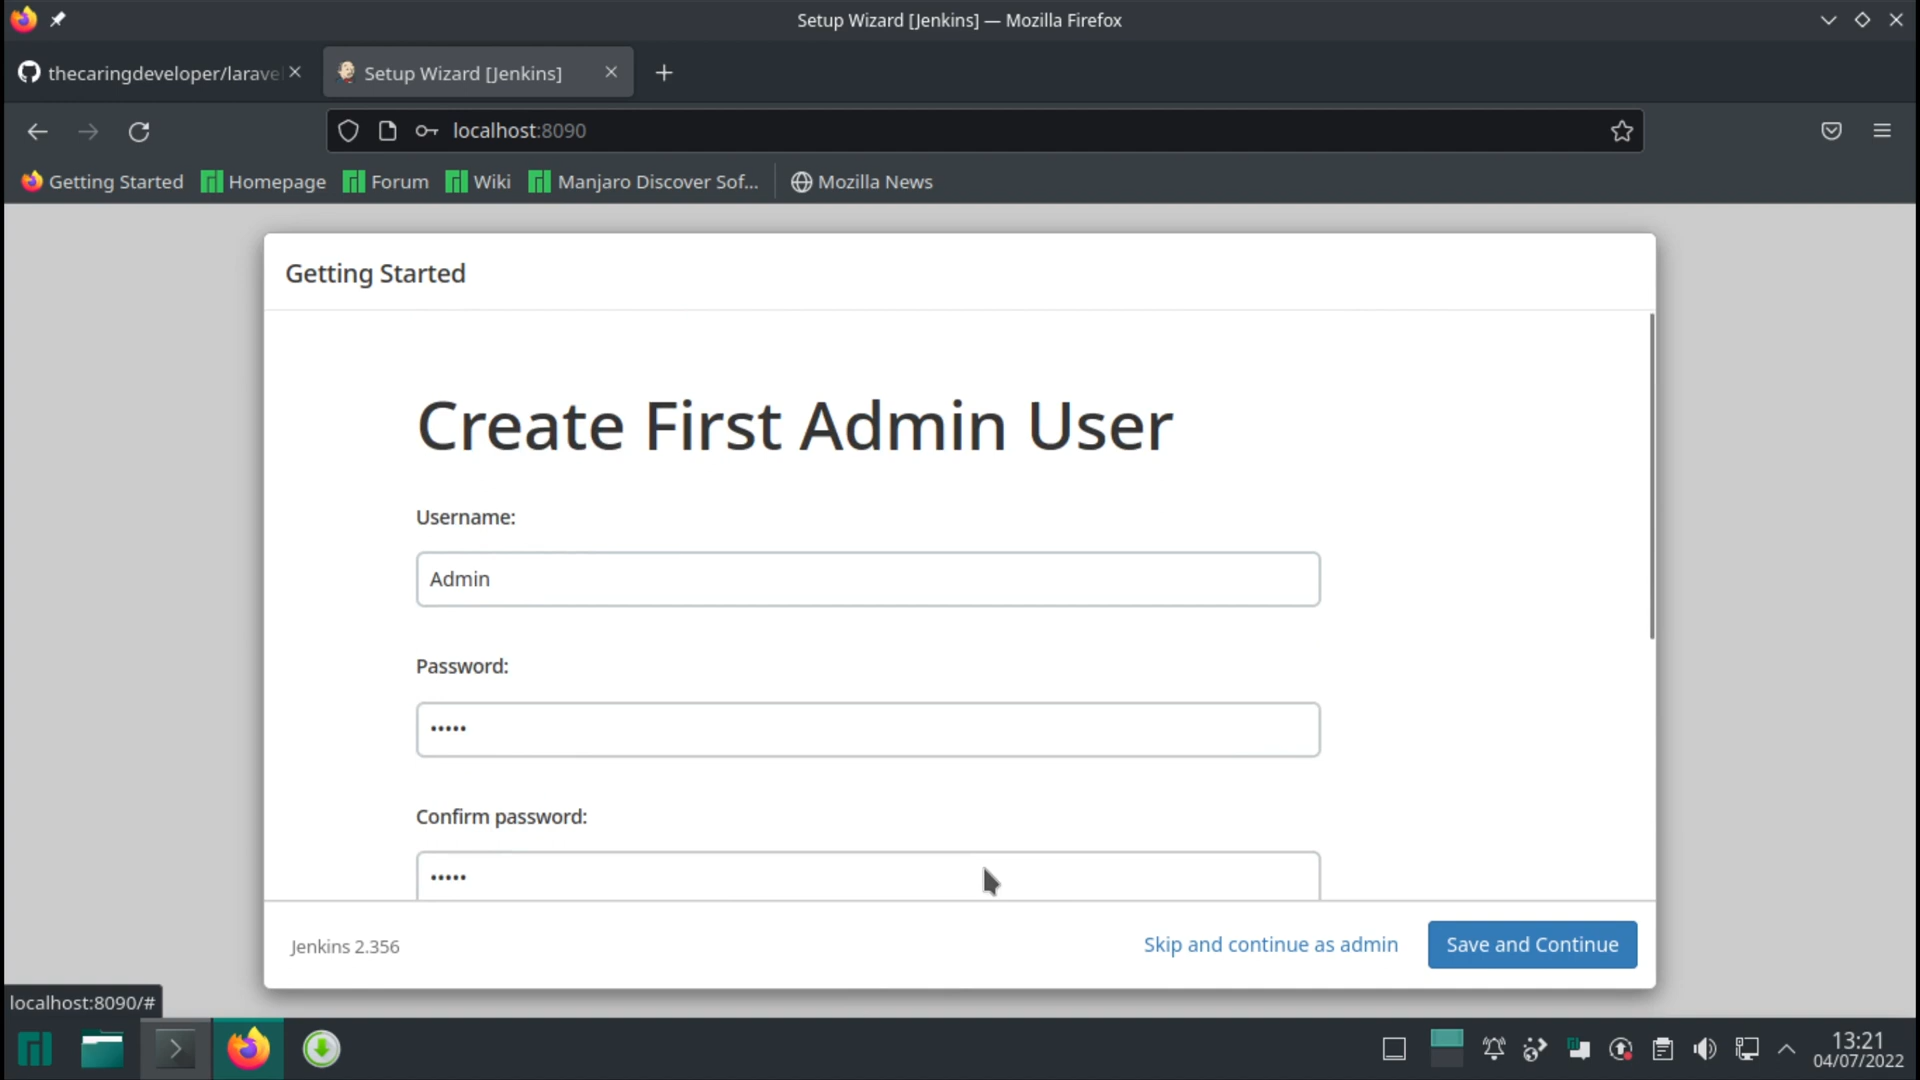 Setup Wizard [Jenkins] — Mozilla Firefox
thecaringdeveloper/larave
Setup Wizard [Jenkins]
localhost:8090
Getting Started
Homepage
Forum
Wiki
Manjaro Discover Sof...
Mozilla News
Getting Started
Create First Admin User
Username:
Admin
Password:
•••••
Confirm password:
•••••
Jenkins 2.356
Skip and continue as admin
Save and Continue
localhost:8090/#
13:21
04/07/2022